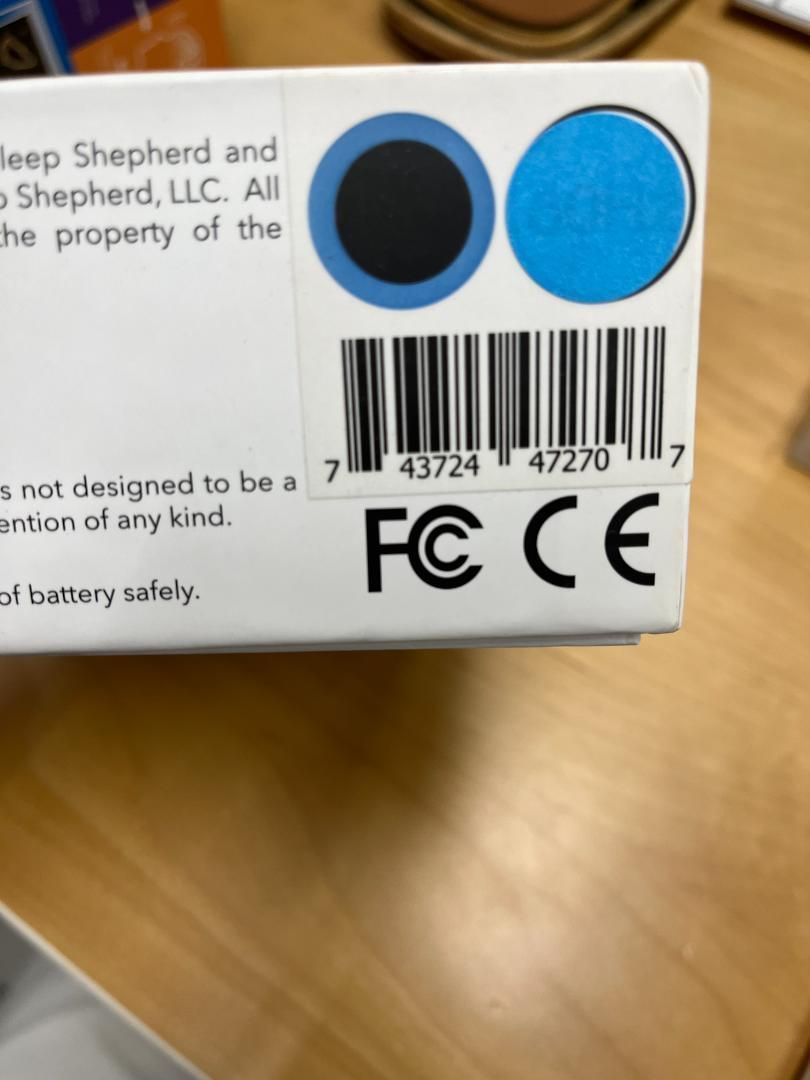 leep Shepherd and
Shepherd, LLC. All
the property of the
s not designed to be a
ention of any kind.
of battery safely.
7 43724 47270 7
FC CE